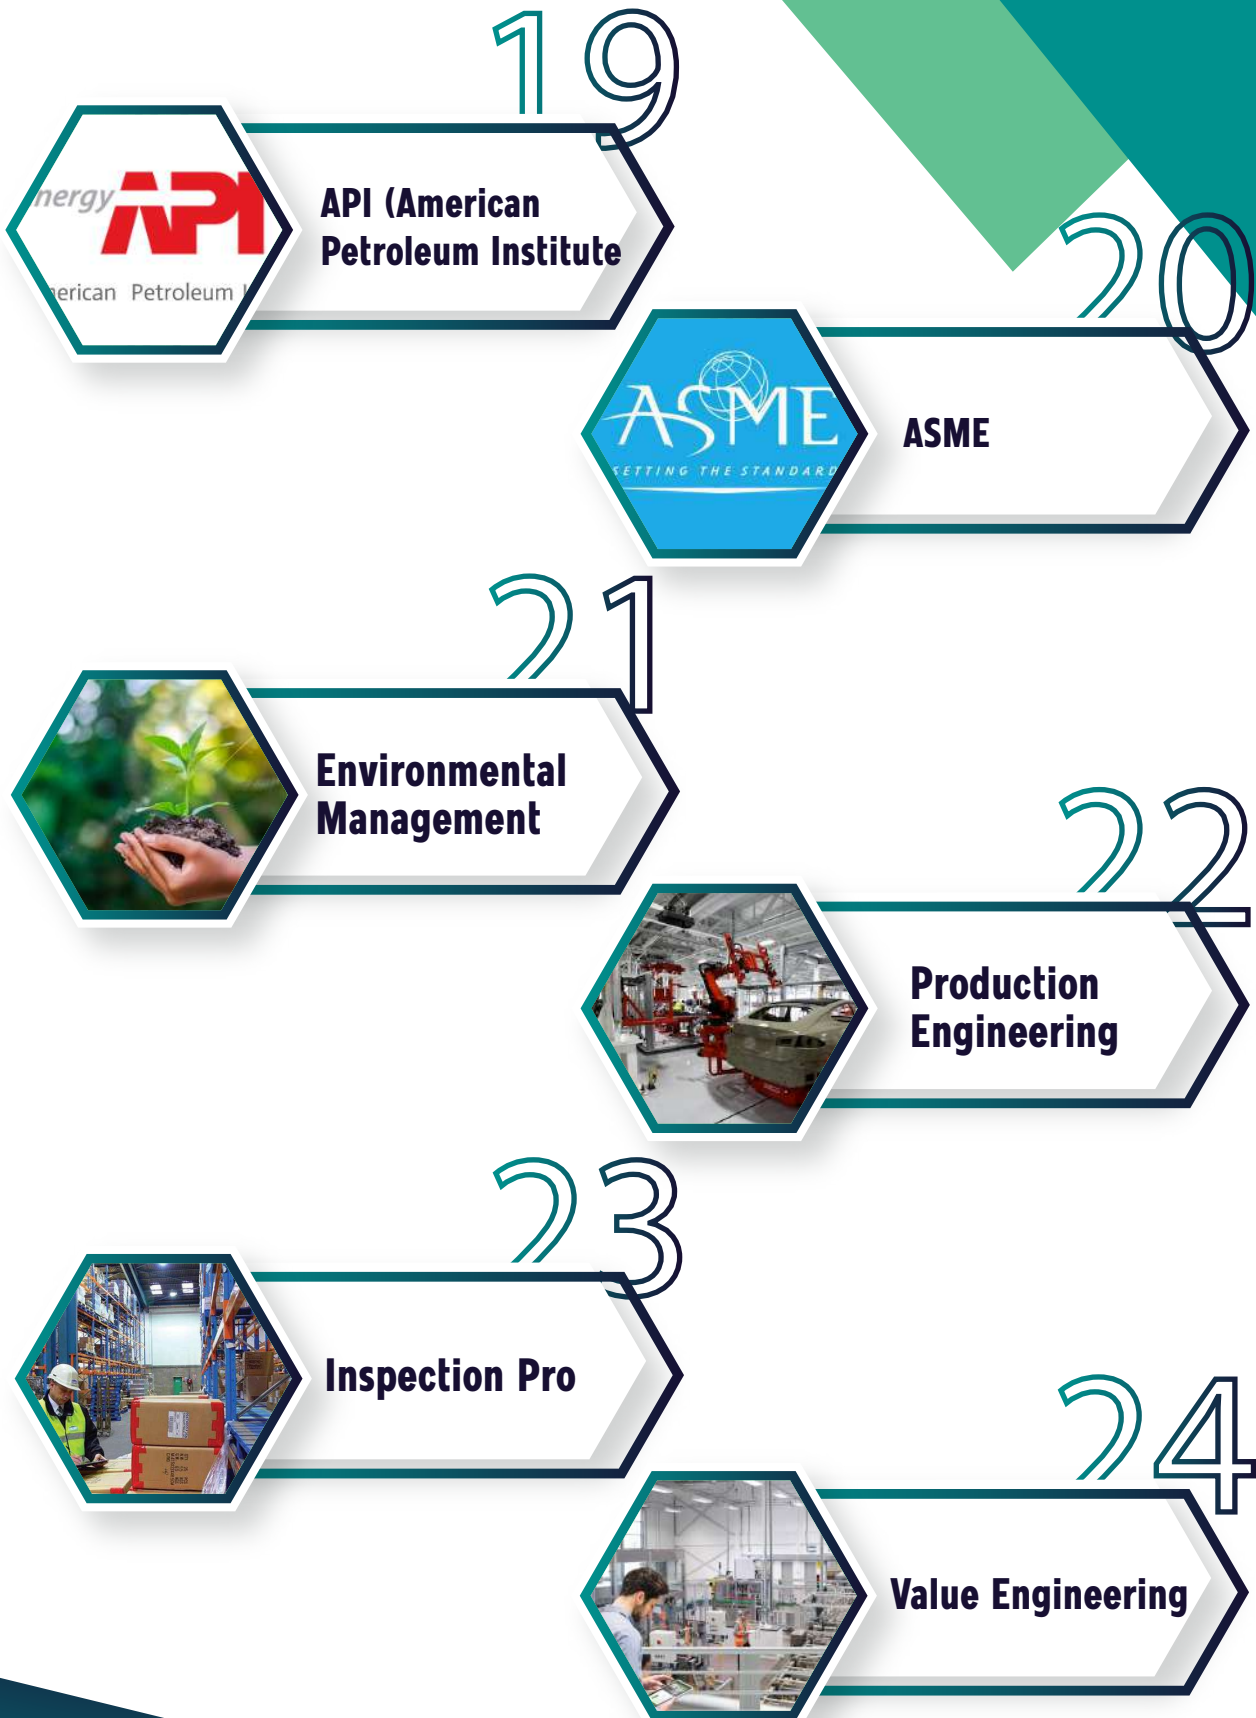 19
nergy API
erican Petroleum I
API (American
Petroleum Institute
20
ASME
SETTING THE STANDARD
ASME
21
Environmental
Management
22
Production
Engineering
23
Inspection Pro
24
Value Engineering